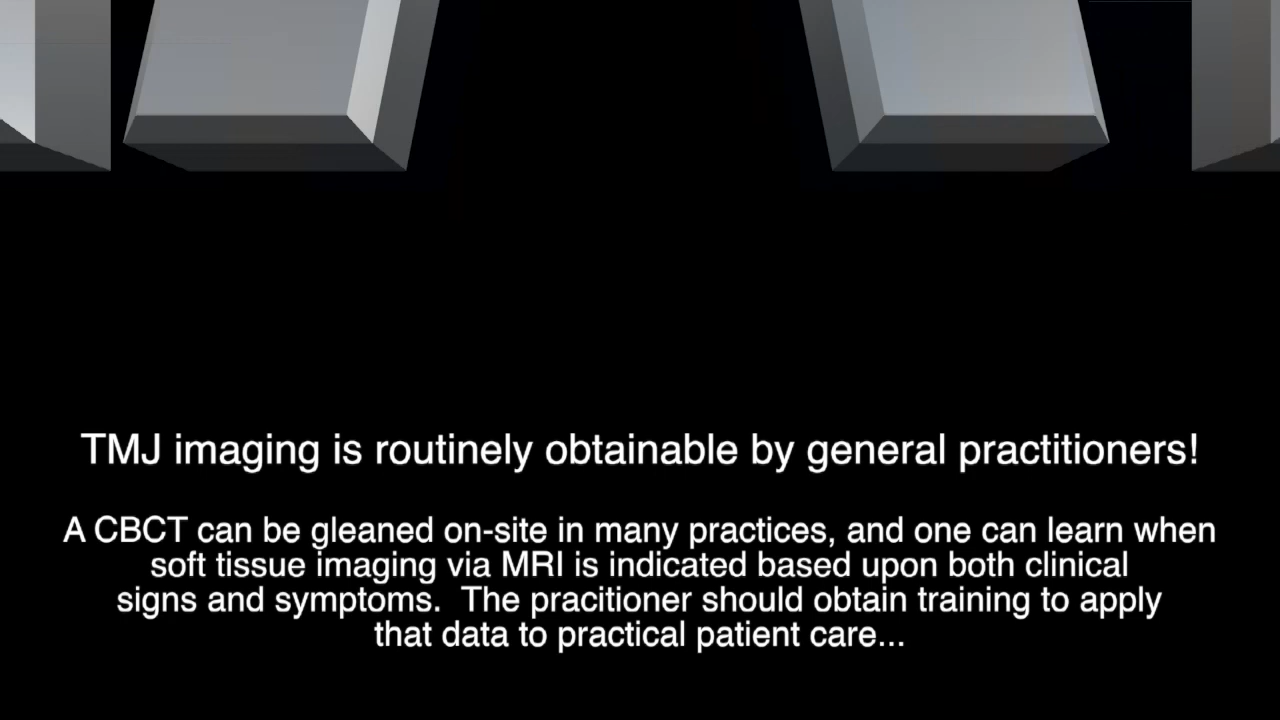 TMJ imaging is routinely obtainable by general practitioners!
A CBCT can be gleaned on-site in many practices, and one can learn when
soft tissue imaging via MRI is indicated based upon both clinical
signs and symptoms.  The pracitioner should obtain training to apply
that data to practical patient care...